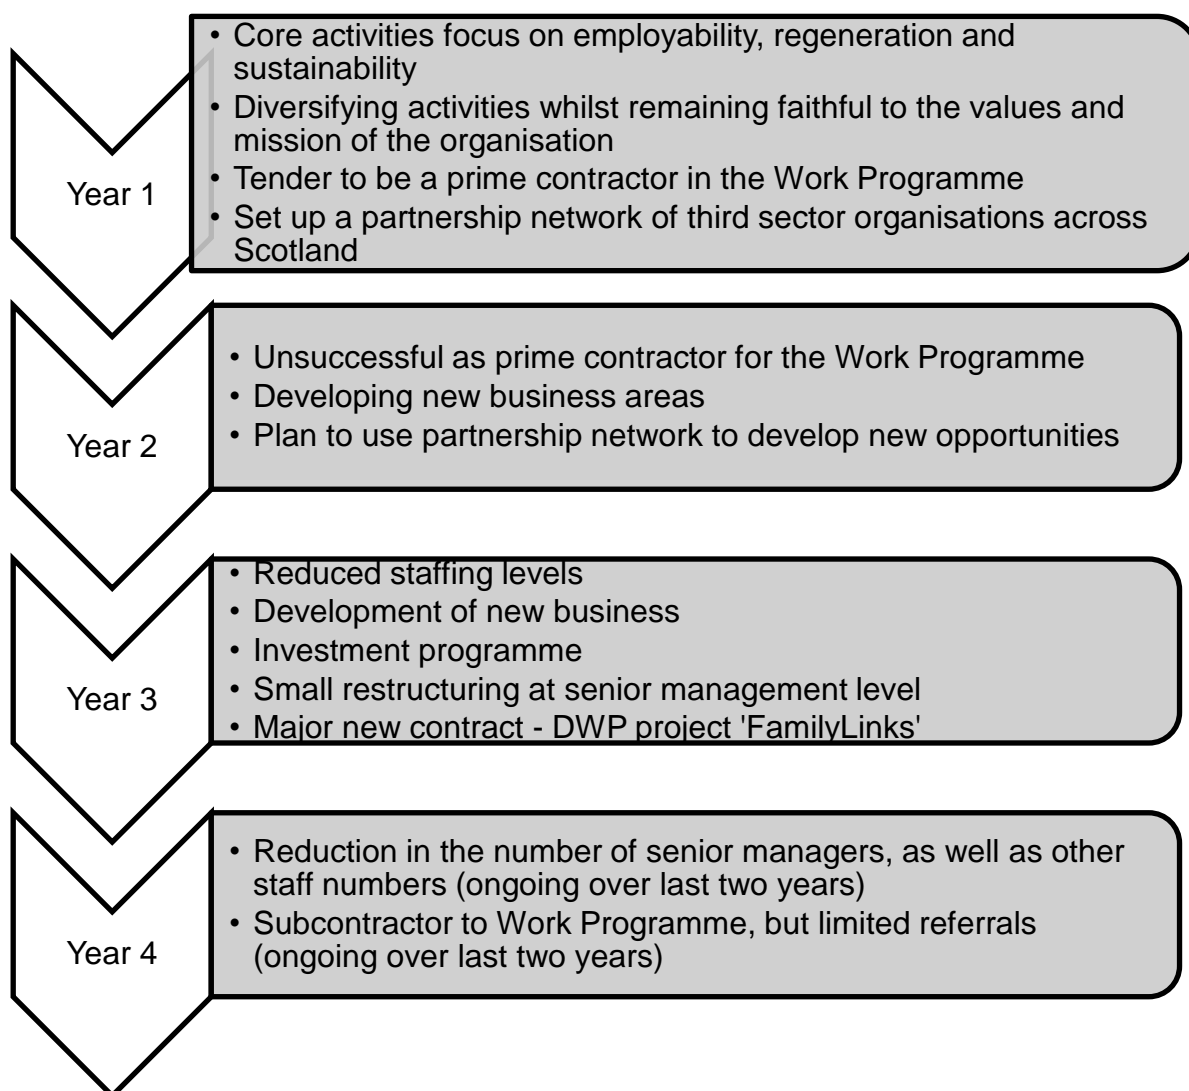 • Core activities focus on employability, regeneration and
sustainability
• Diversifying activities whilst remaining faithful to the values and
mission of the organisation
• Tender to be a prime contractor in the Work Programme
• Set up a partnership network of third sector organisations across
Scotland
Year 1
• Unsuccessful as prime contractor for the Work Programme
• Developing new business areas
• Plan to use partnership network to develop new opportunities
Year 2
• Reduced staffing levels
• Development of new business
• Investment programme
• Small restructuring at senior management level
• Major new contract - DWP project 'FamilyLinks'
Year 3
• Reduction in the number of senior managers, as well as other
staff numbers (ongoing over last two years)
• Subcontractor to Work Programme, but limited referrals
(ongoing over last two years)
Year 4